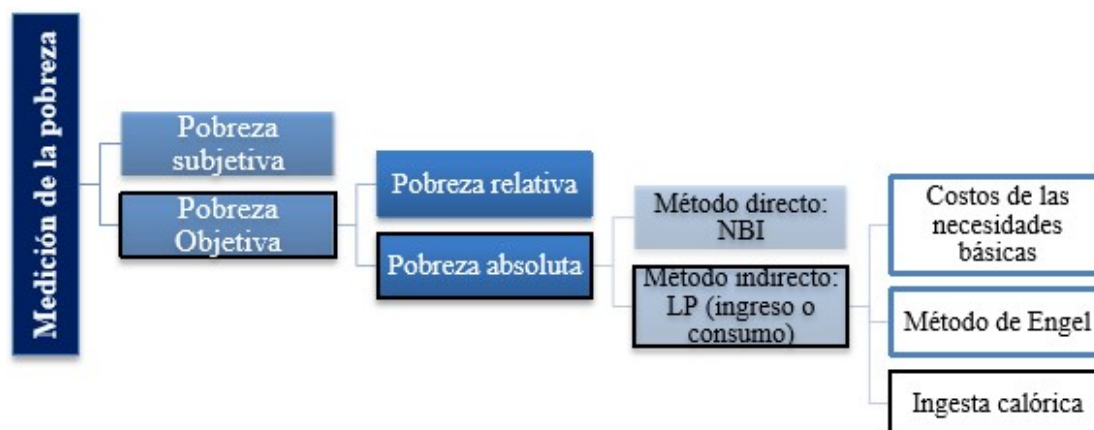 Medición de la pobreza
Pobreza
subjetiva
Pobreza
Objetiva
Pobreza relativa
Pobreza absoluta
Método directo:
NBI
Método indirecto:
LP (ingreso o
consumo)
Costos de las
necesidades
básicas
Método de Engel
Ingesta calórica